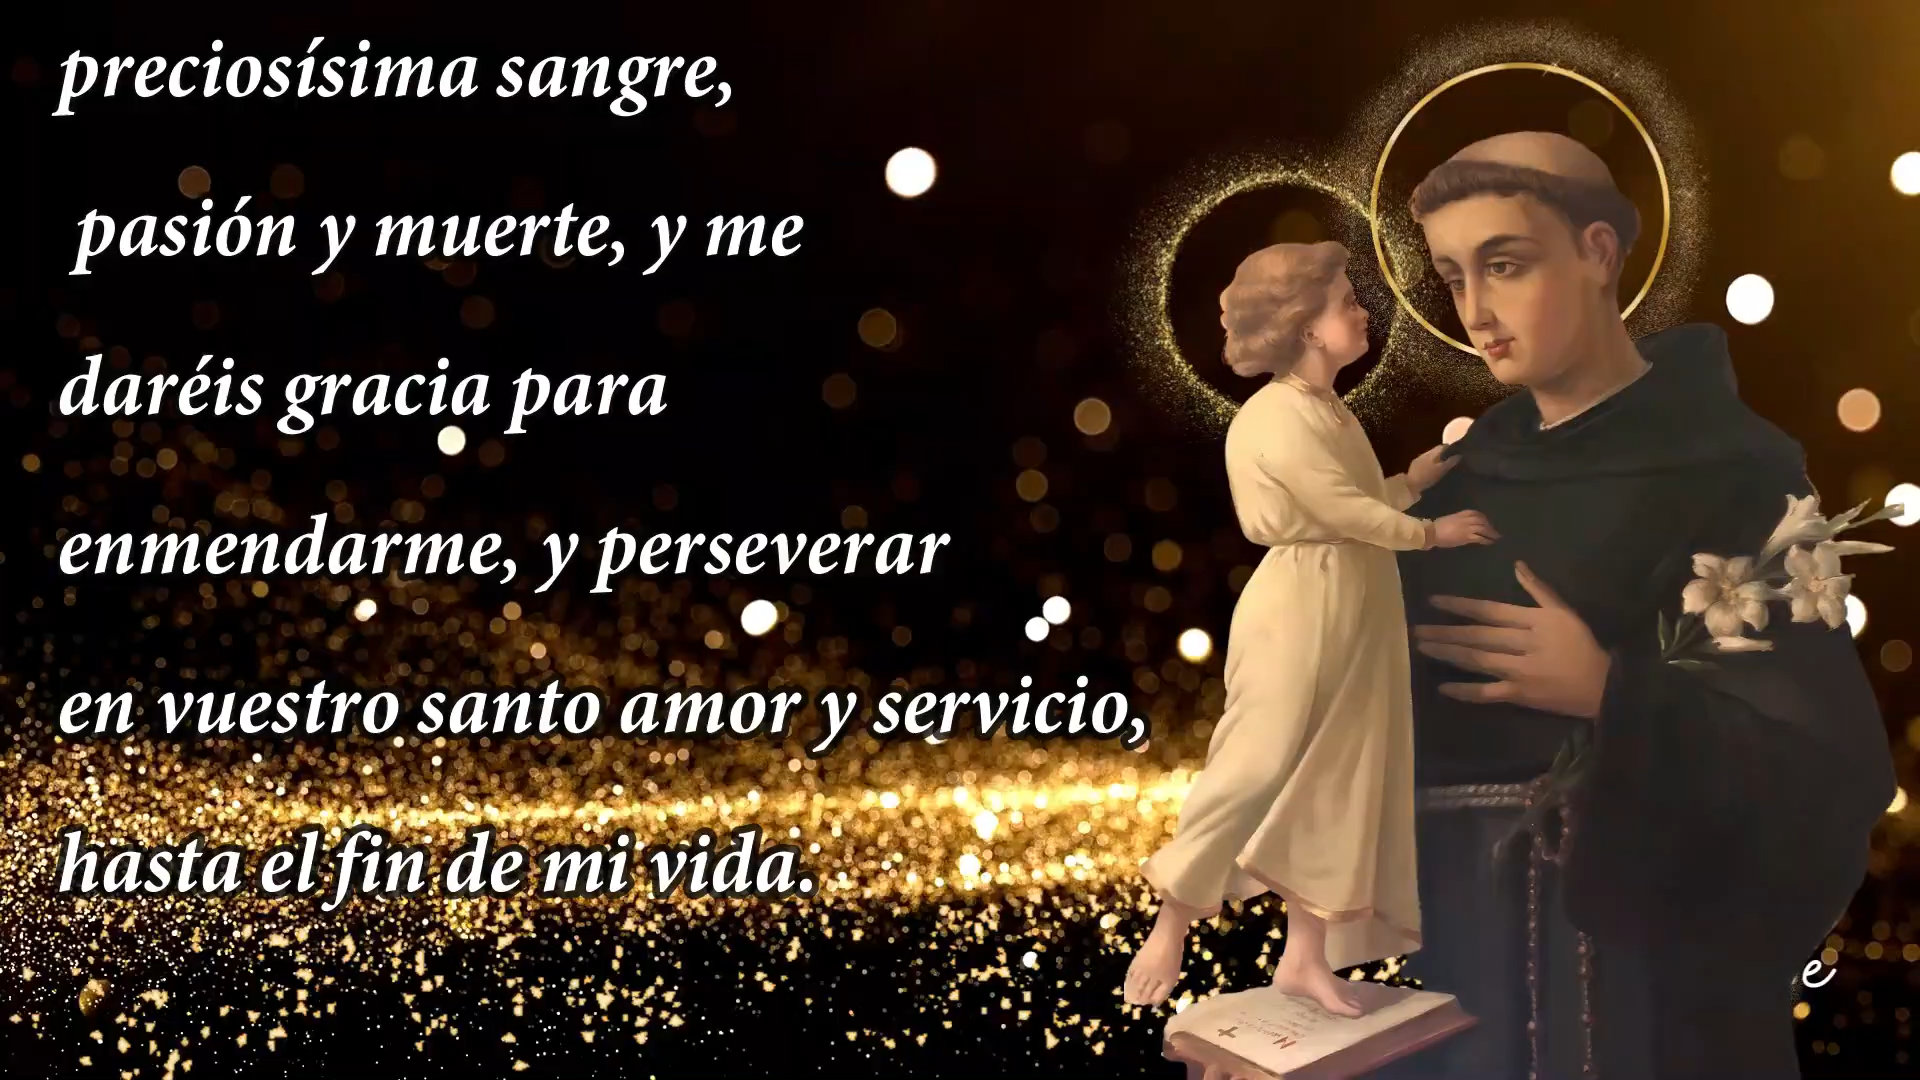 preciosísima sangre,
pasión y muerte, y me
daréis gracia para
enmendarme, y perseverar
en vuestro santo amor y servicio,
hasta el fin de mi vida.
e